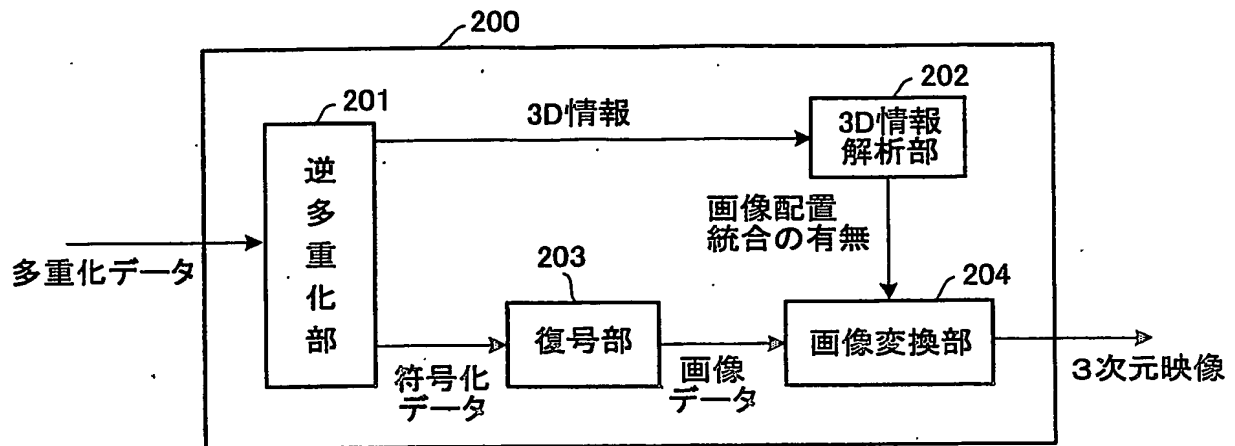 200
201
逆多重化部
3D情報
202
3D情報
解析部
画像配置
統合の有無
多重化データ
203
復号部
204
画像変換部
符号化
データ
画像
データ
3次元映像